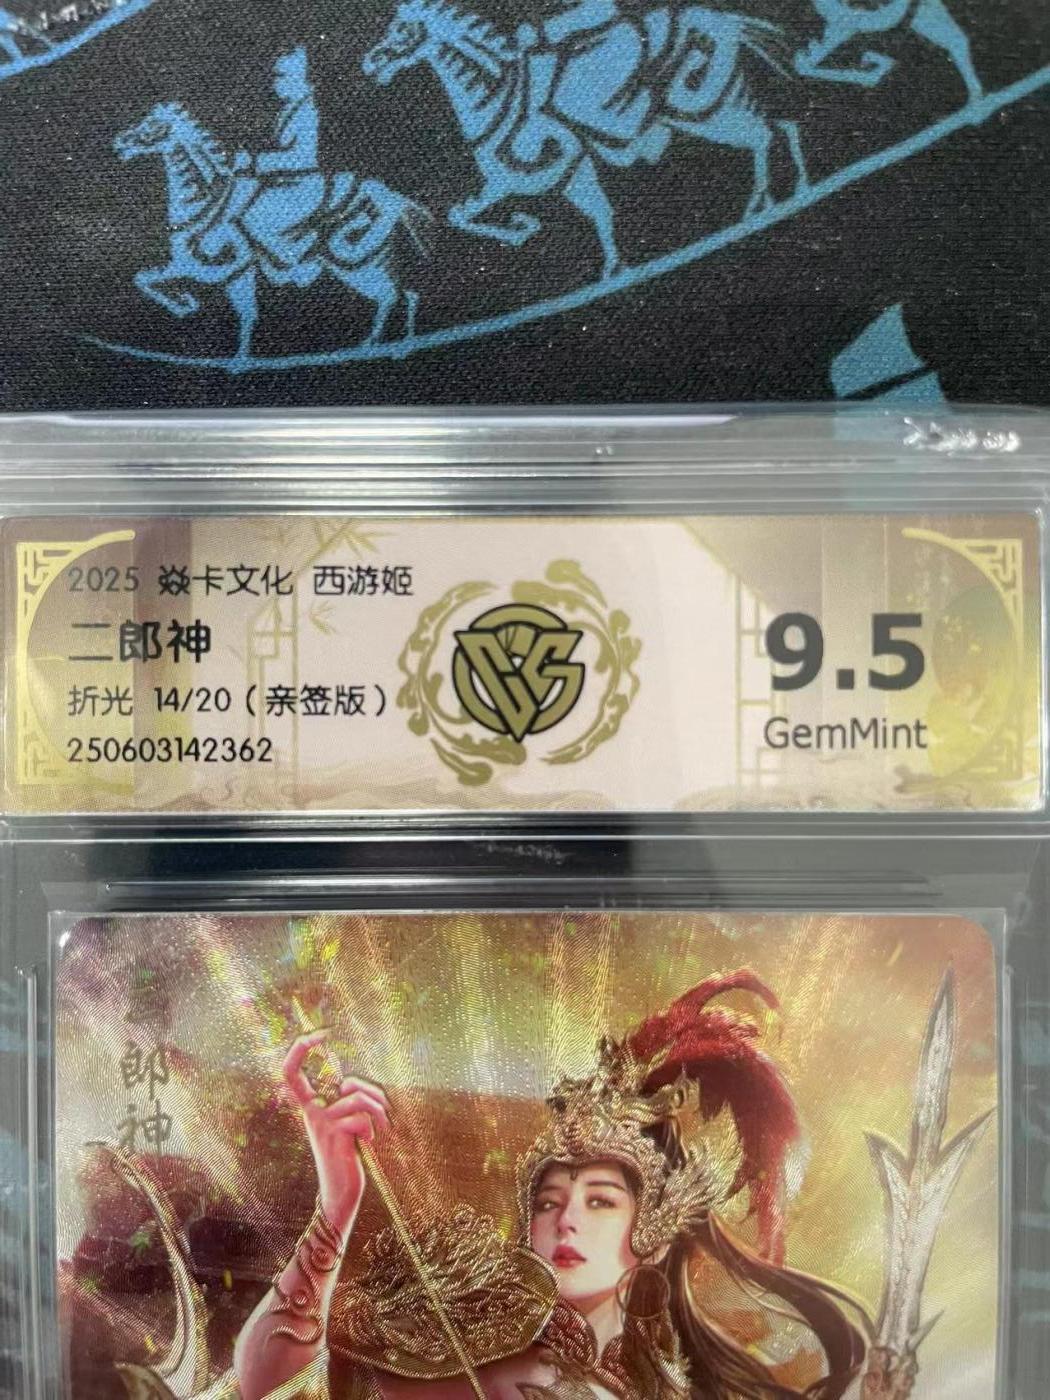 2025 焱卡文化 西游姬
二郎神
折光 14/20（亲签版）
250603142362
9.5
GemMint
二郎神